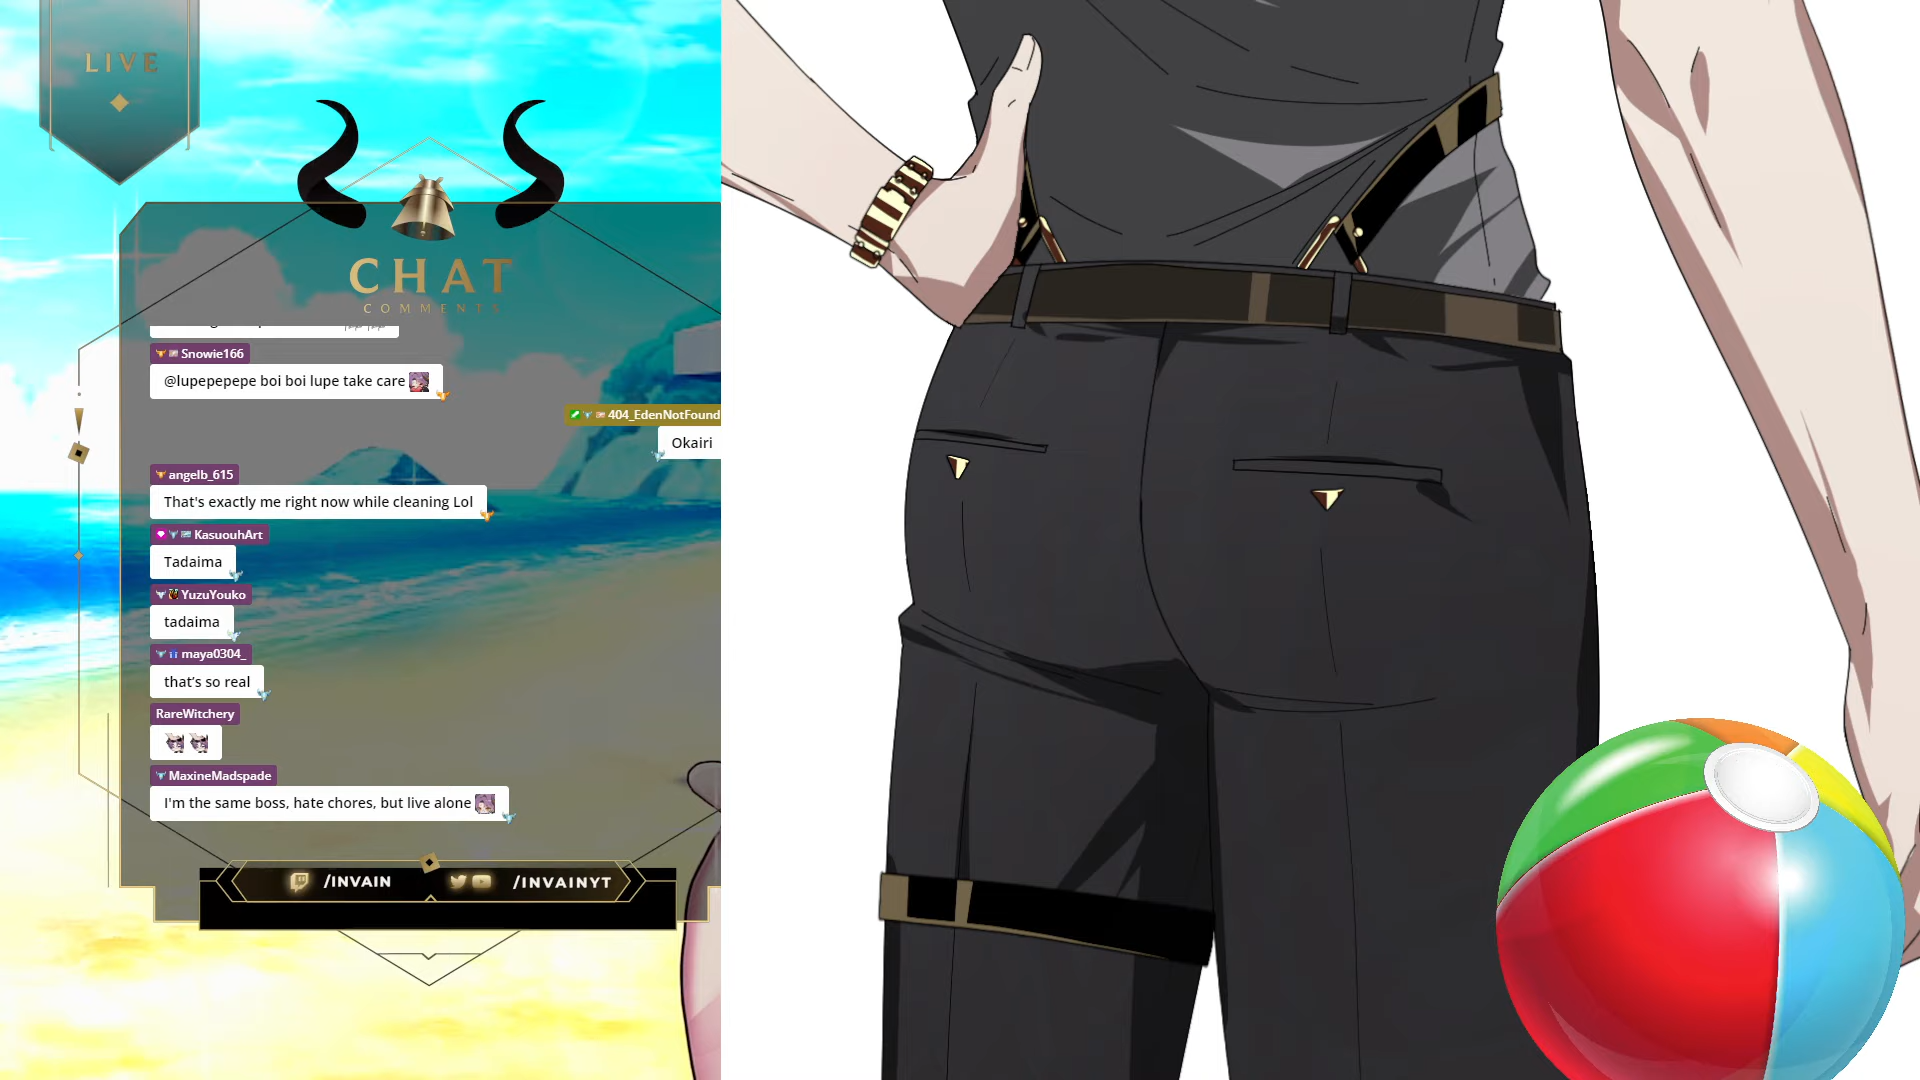 LIVE
CHAT
COMMENTS
Snowie166
@lupepepepe boi boi lupe take care
404_EdenNotFound
Okairi
angelb_615
That's exactly me right now while cleaning Lol
KasuouhArt
Tadaima
YuzuYouko
tadaima
maya0304_
that's so real
RareWitchery
MaxineMadspade
I'm the same boss, hate chores, but live alone
/INVAIN /INVAINYT